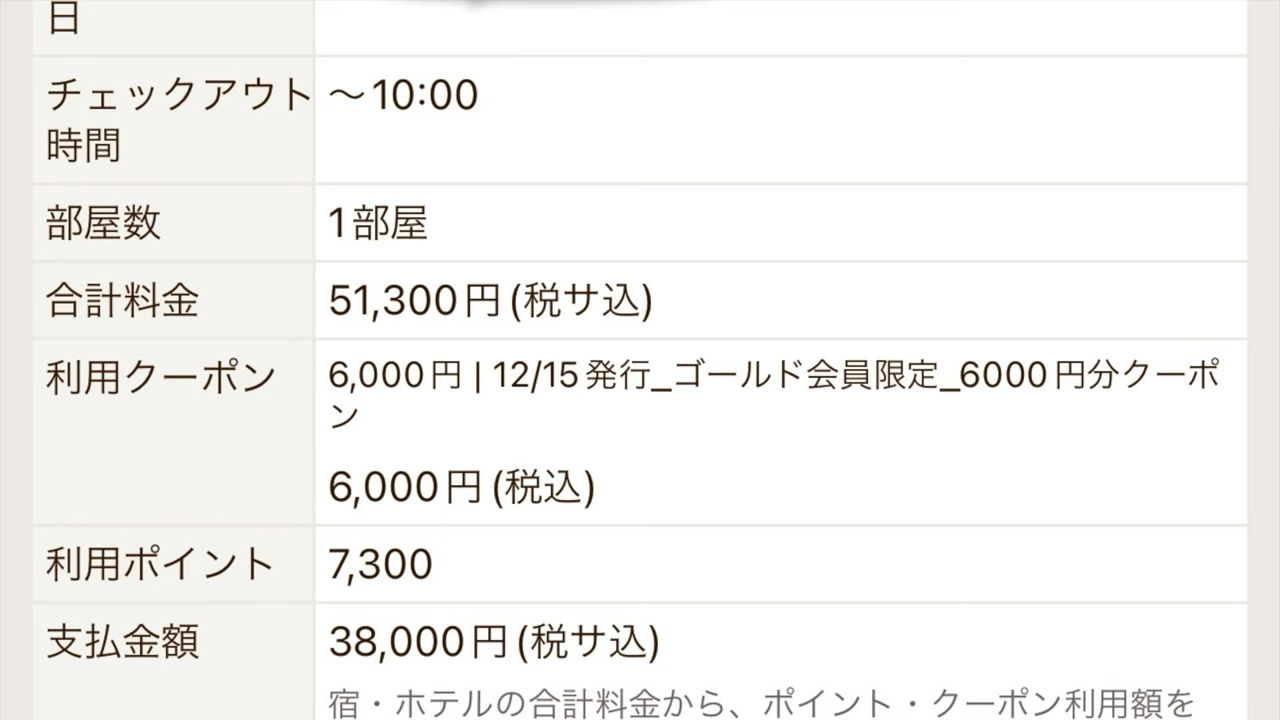 日
チェックアウト ～10:00
時間
部屋数 1部屋
合計料金 51,300円(税サ込)
利用クーポン 6,000円 | 12/15発行_ゴールド会員限定_6000円分クーポ
ン
6,000円(税込)
利用ポイント 7,300
支払金額 38,000円(税サ込)
宿・ホテルの合計料金から、ポイント・クーポン利用額を